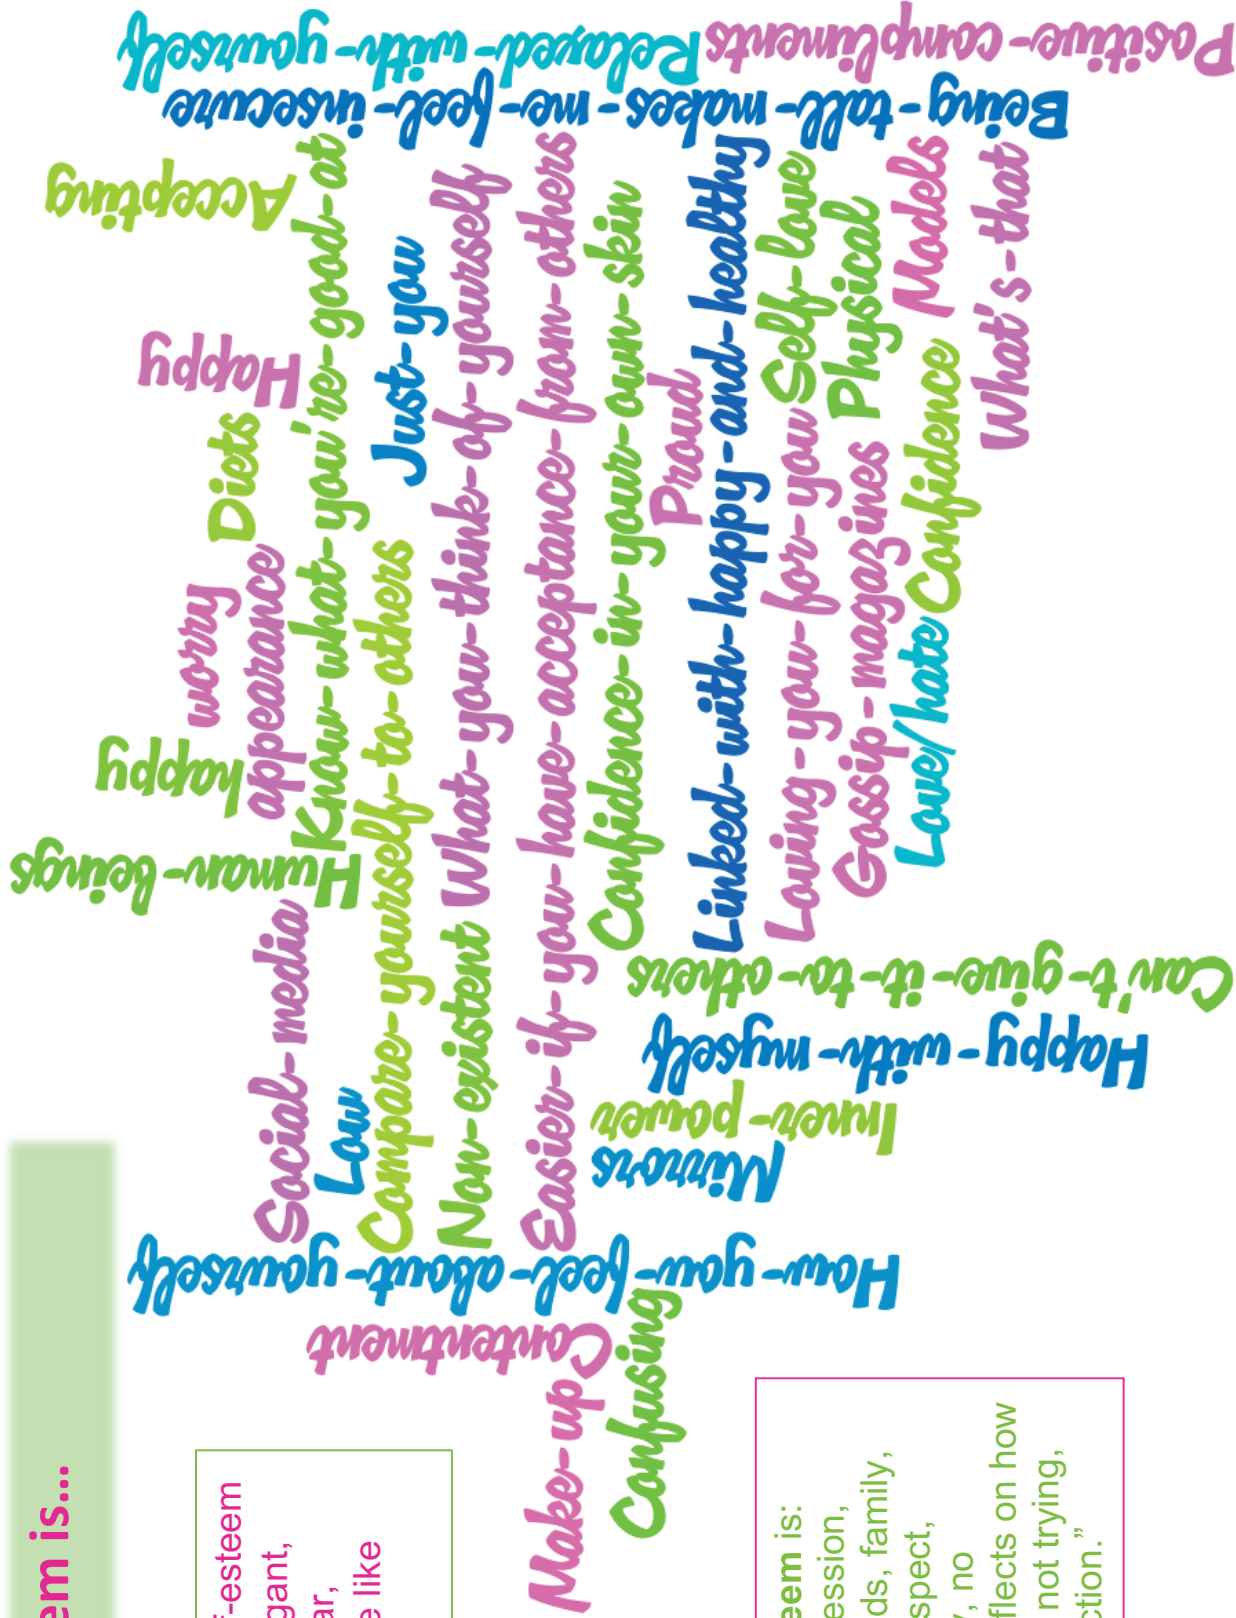 em is...
-esteem
gant,
ar,
e like
eem is:
ession,
ds, family,
spect,
, no
flects on how
not trying,
ction.”
Make-up
Confusing
Contentment
How-you-feel-about-yourself
Mirrors
Inner-power
Happy-with-myself
Can't-give-it-to-others
Social-media
Low
Compare-yourself-to-others
Non-existent
Easier-if-you-have-acceptance-from-others
Human-beings
happy
worry
appearance
Know-what-you're-good-at
What-you-think-of-yourself
Confidence-in-your-own-skin
Linked-with-happy-and-healthy
Loving-you-for-you
Gossip-magazines
Love/hate
Diets
Happy
Just-you
Proud
Self-love
Physical
Confidence
Models
What's-that
Accepting
Being-tall-makes-me-feel-insecure
Relaxed-with-yourself
Positive-compliments